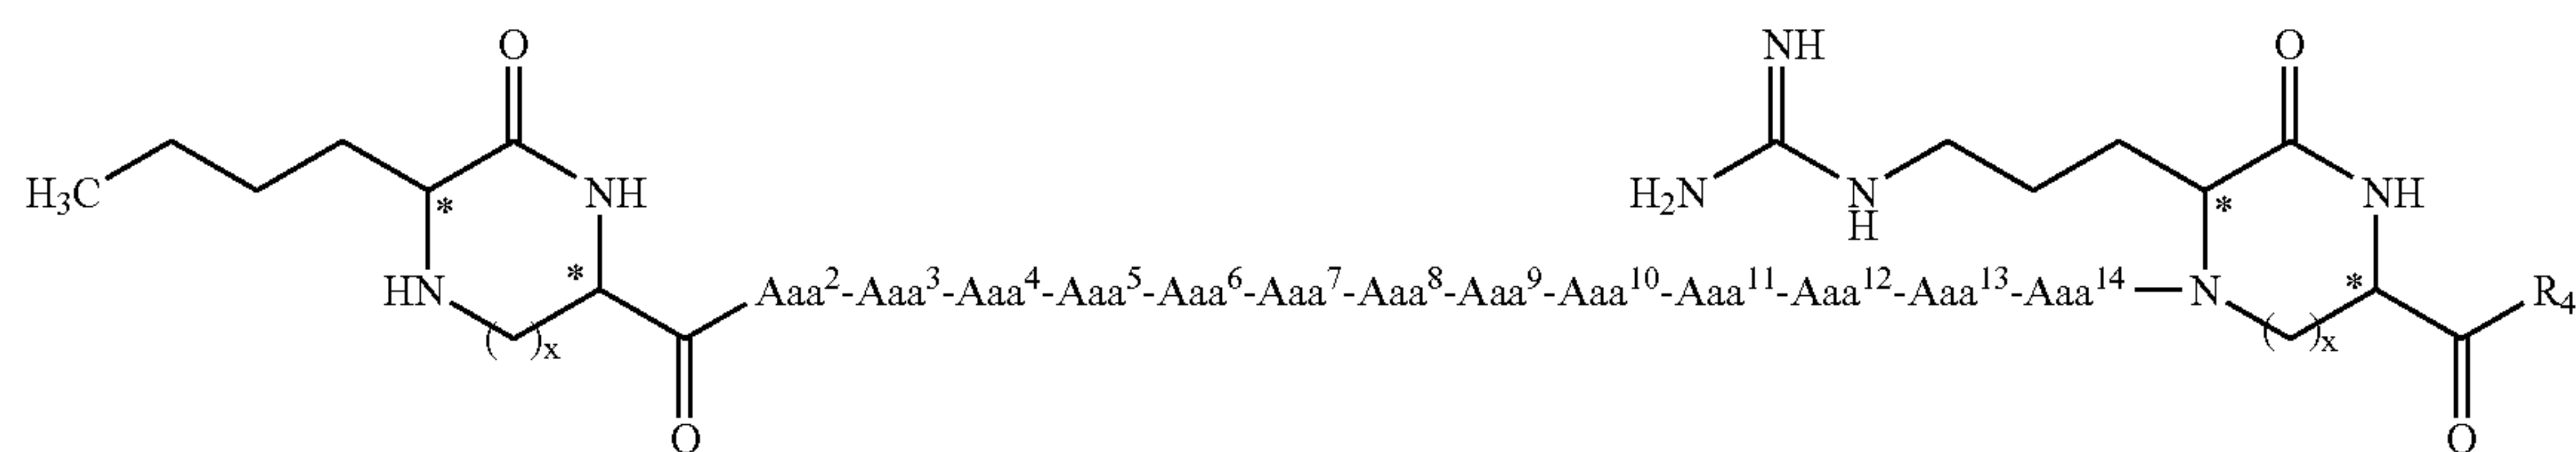 O NH O
H₃C NH H₂N N H NH
HN * * Aaa²-Aaa³-Aaa⁴-Aaa⁵-Aaa⁶-Aaa⁷-Aaa⁸-Aaa⁹-Aaa¹⁰-Aaa¹¹-Aaa¹²-Aaa¹³-Aaa¹⁴—N * * R₄
( )x ( )x
O O